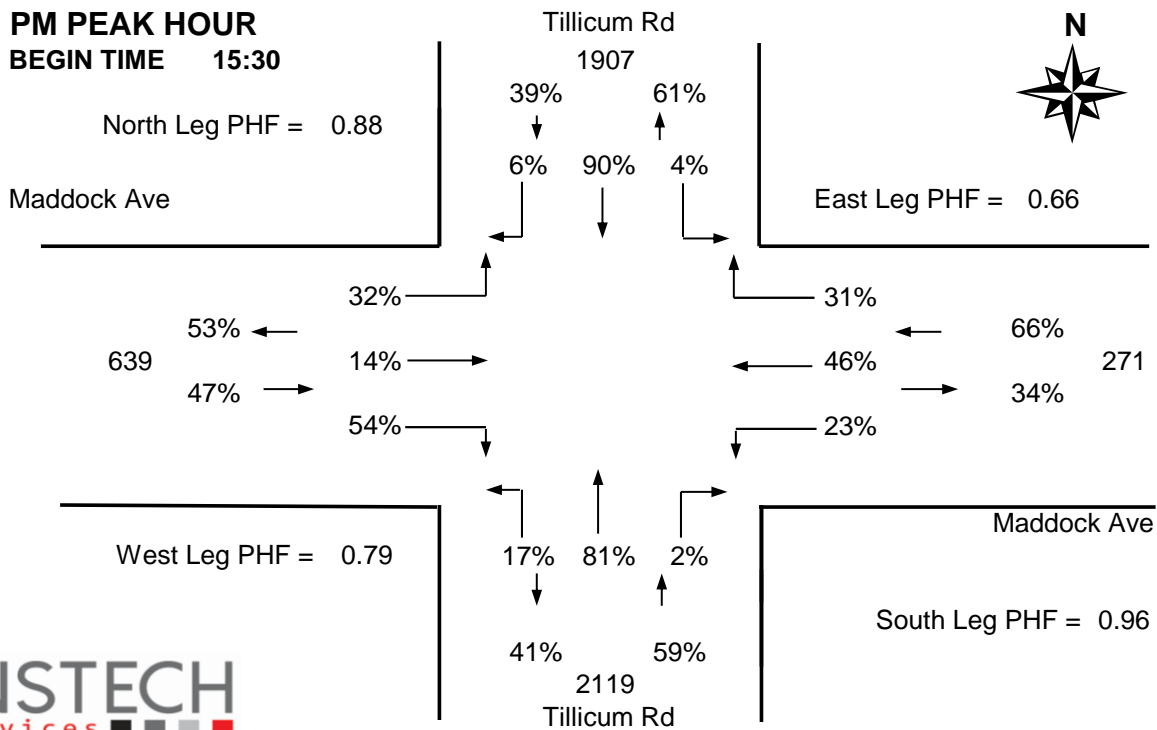 PM PEAK HOUR
BEGIN TIME 15:30
Tillicum Rd
1907
N
39% 61%
North Leg PHF = 0.88
6% 90% 4%
Maddock Ave
East Leg PHF = 0.66
32% 31%
53% 66%
639 14% 46% 271
47% 34%
54% 23%
Maddock Ave
West Leg PHF = 0.79
17% 81% 2%
South Leg PHF = 0.96
41% 59%
2119
Tillicum Rd
NSTECH
vices